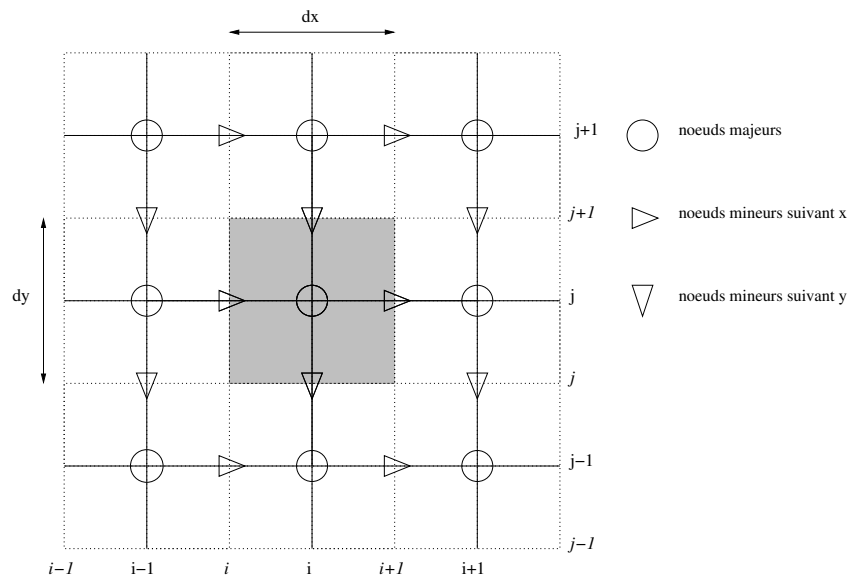 dx
j+1
noeuds majeurs
j+1
noeuds mineurs suivant x
dy
j
noeuds mineurs suivant y
j
j−1
j−1
i−1 i−1 i i i+1 i+1